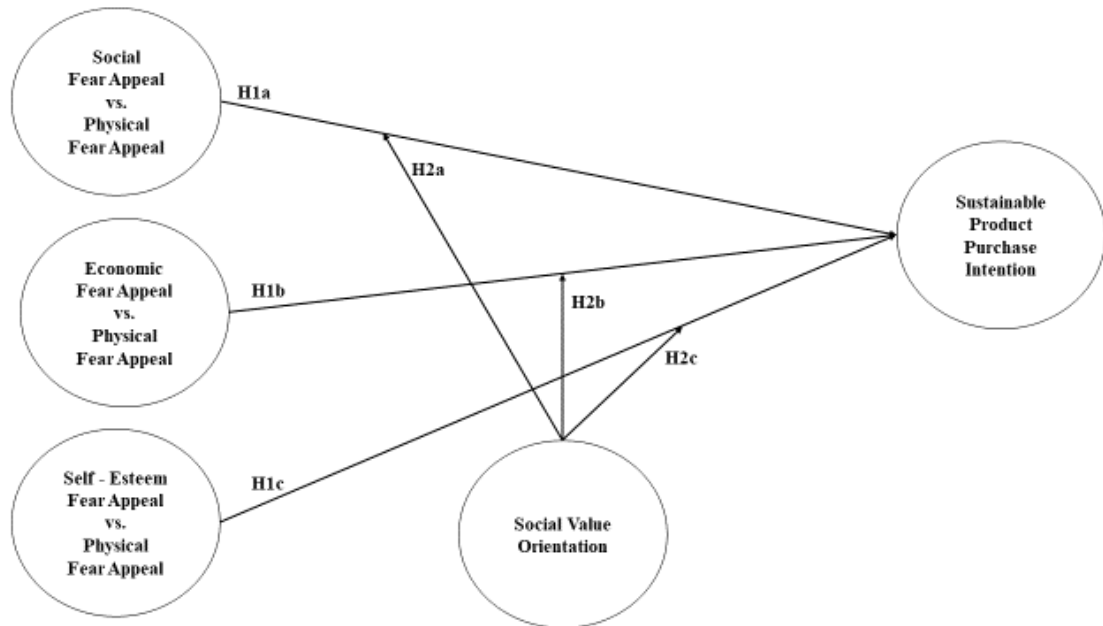 Social
Fear Appeal
vs.
Physical
Fear Appeal
H1a
H2a
Sustainable
Product
Purchase
Intention
Economic
Fear Appeal
vs.
Physical
Fear Appeal
H1b
H2b
H2c
Self - Esteem
Fear Appeal
vs.
Physical
Fear Appeal
H1c
Social Value
Orientation